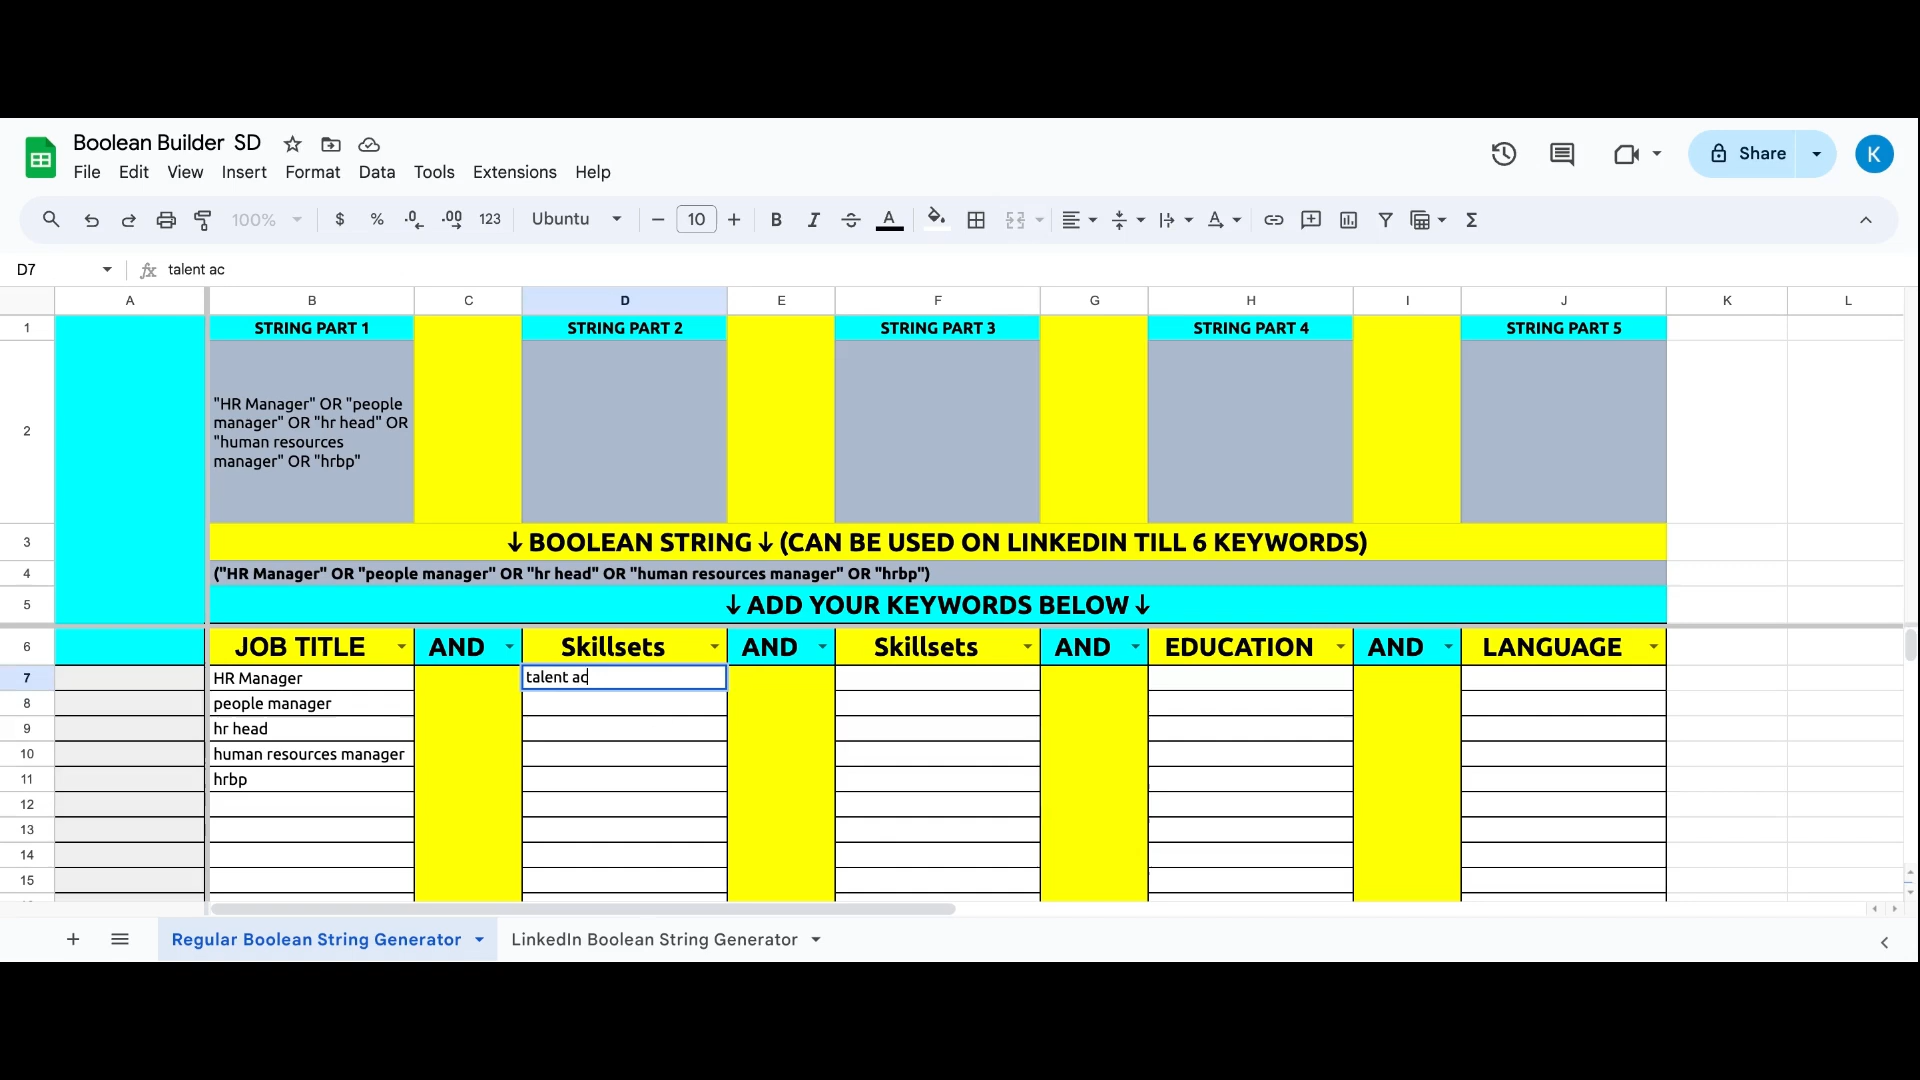 Boolean Builder SD
File Edit View Insert Format Data Tools Extensions Help
Share
K
100% $ % .0 .00 123 Ubuntu 10 B I A
D7 fx talent ac
A B C D E F G H I J K L
1 STRING PART 1 STRING PART 2 STRING PART 3 STRING PART 4 STRING PART 5
2 "HR Manager" OR "people
manager" OR "hr head" OR
"human resources
manager" OR "hrbp"
3 ↓ BOOLEAN STRING ↓ (CAN BE USED ON LINKEDIN TILL 6 KEYWORDS)
4 ("HR Manager" OR "people manager" OR "hr head" OR "human resources manager" OR "hrbp")
5 ↓ ADD YOUR KEYWORDS BELOW ↓
6 JOB TITLE AND Skillsets AND Skillsets AND EDUCATION AND LANGUAGE
7 HR Manager talent ac
8 people manager
9 hr head
10 human resources manager
11 hrbp
12
13
14
15
Regular Boolean String Generator LinkedIn Boolean String Generator